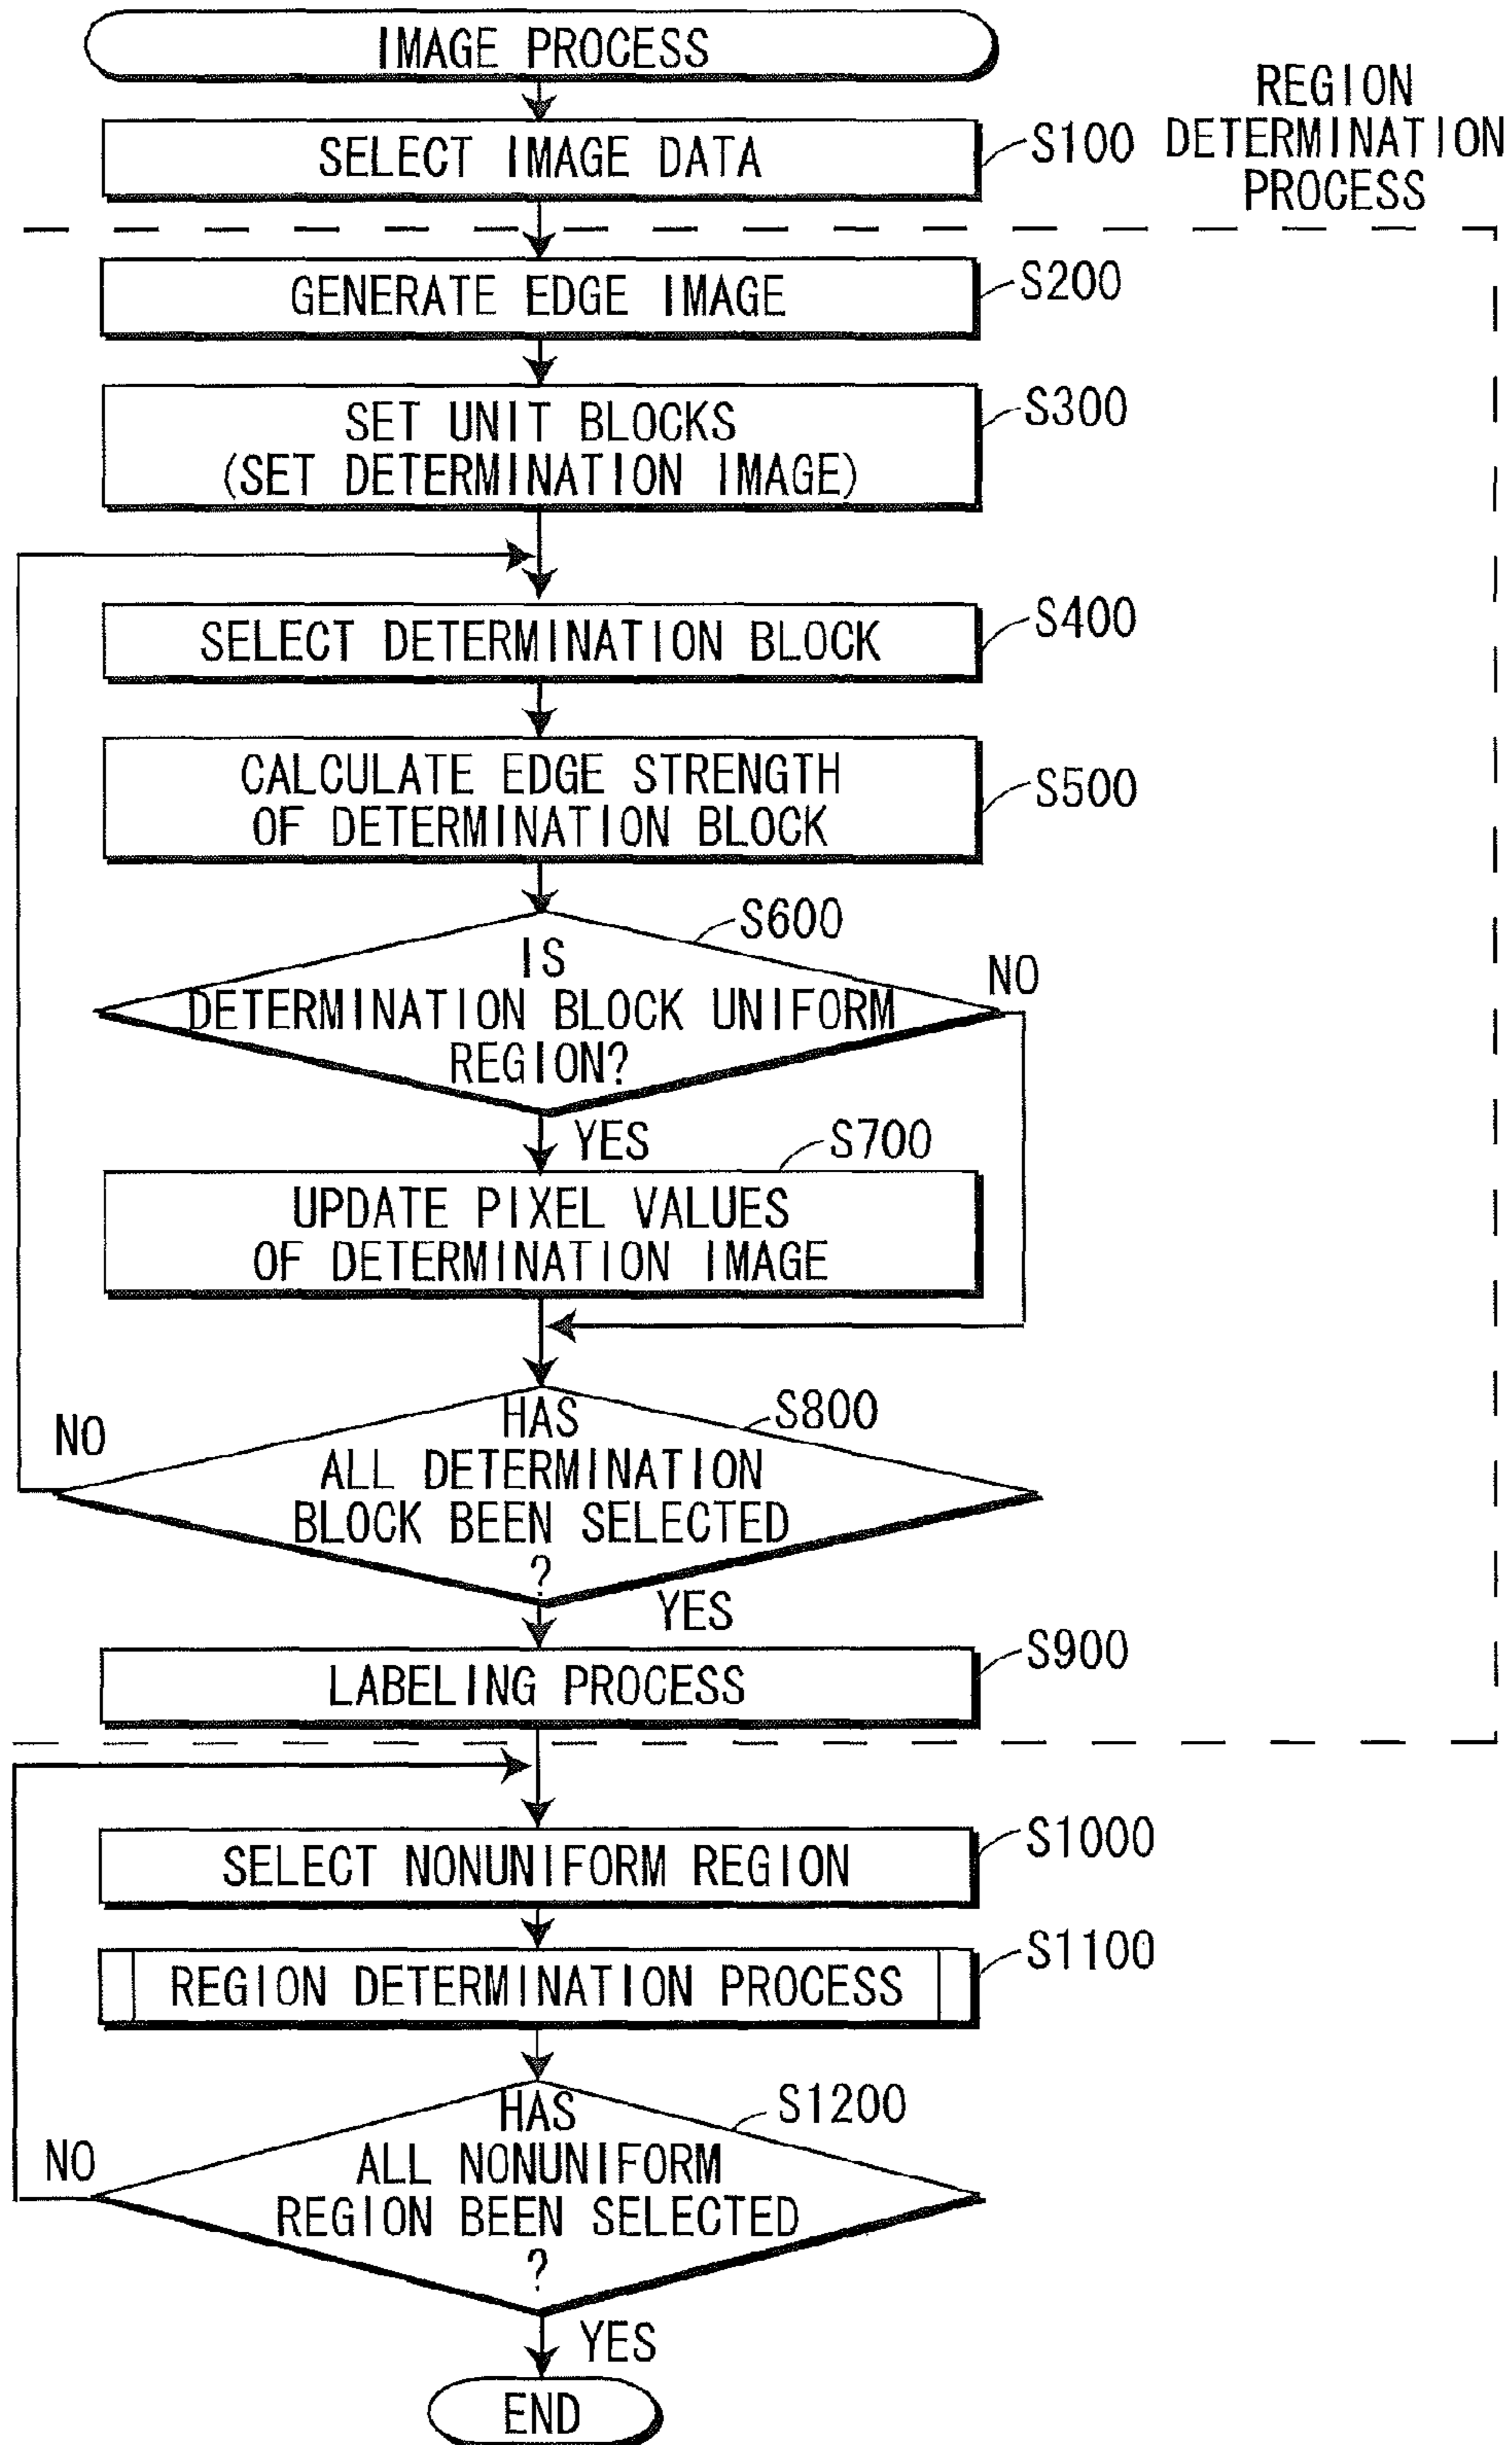 IMAGE PROCESS
SELECT IMAGE DATA
S100
REGION
DETERMINATION
PROCESS
GENERATE EDGE IMAGE
S200
SET UNIT BLOCKS
(SET DETERMINATION IMAGE)
S300
SELECT DETERMINATION BLOCK
S400
CALCULATE EDGE STRENGTH
OF DETERMINATION BLOCK
S500
S600
IS
DETERMINATION BLOCK UNIFORM
REGION?
NO
YES
S700
UPDATE PIXEL VALUES
OF DETERMINATION IMAGE
S800
HAS
ALL DETERMINATION
BLOCK BEEN SELECTED
?
NO
YES
LABELING PROCESS
S900
SELECT NONUNIFORM REGION
S1000
REGION DETERMINATION PROCESS
S1100
S1200
HAS
ALL NONUNIFORM
REGION BEEN SELECTED
?
NO
YES
END